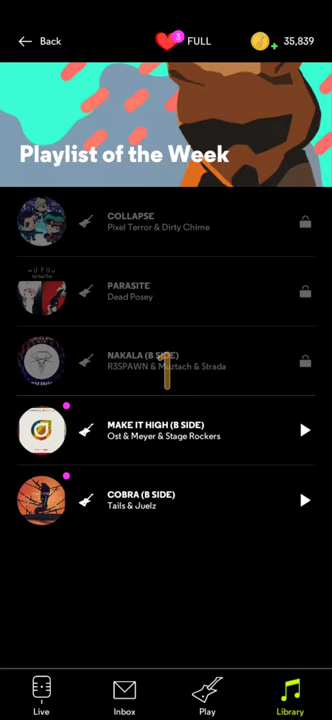 Back
3
FULL
35,839
Playlist of the Week
COLLAPSE
Pixel Terror & Dirty Chime
PARASITE
Dead Posey
NAKALA (B SIDE)
R3SPAWN & Muztach & Strada
1
MAKE IT HIGH (B SIDE)
Ost & Meyer & Stage Rockers
COBRA (B SIDE)
Tails & Juelz
Live
Inbox
Play
Library